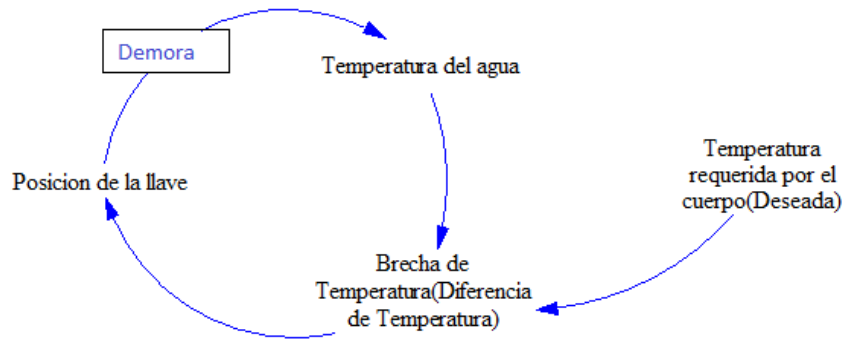 Demora
Temperatura del agua
Posicion de la llave
Temperatura
requerida por el
cuerpo(Deseada)
Brecha de
Temperatura(Diferencia
de Temperatura)